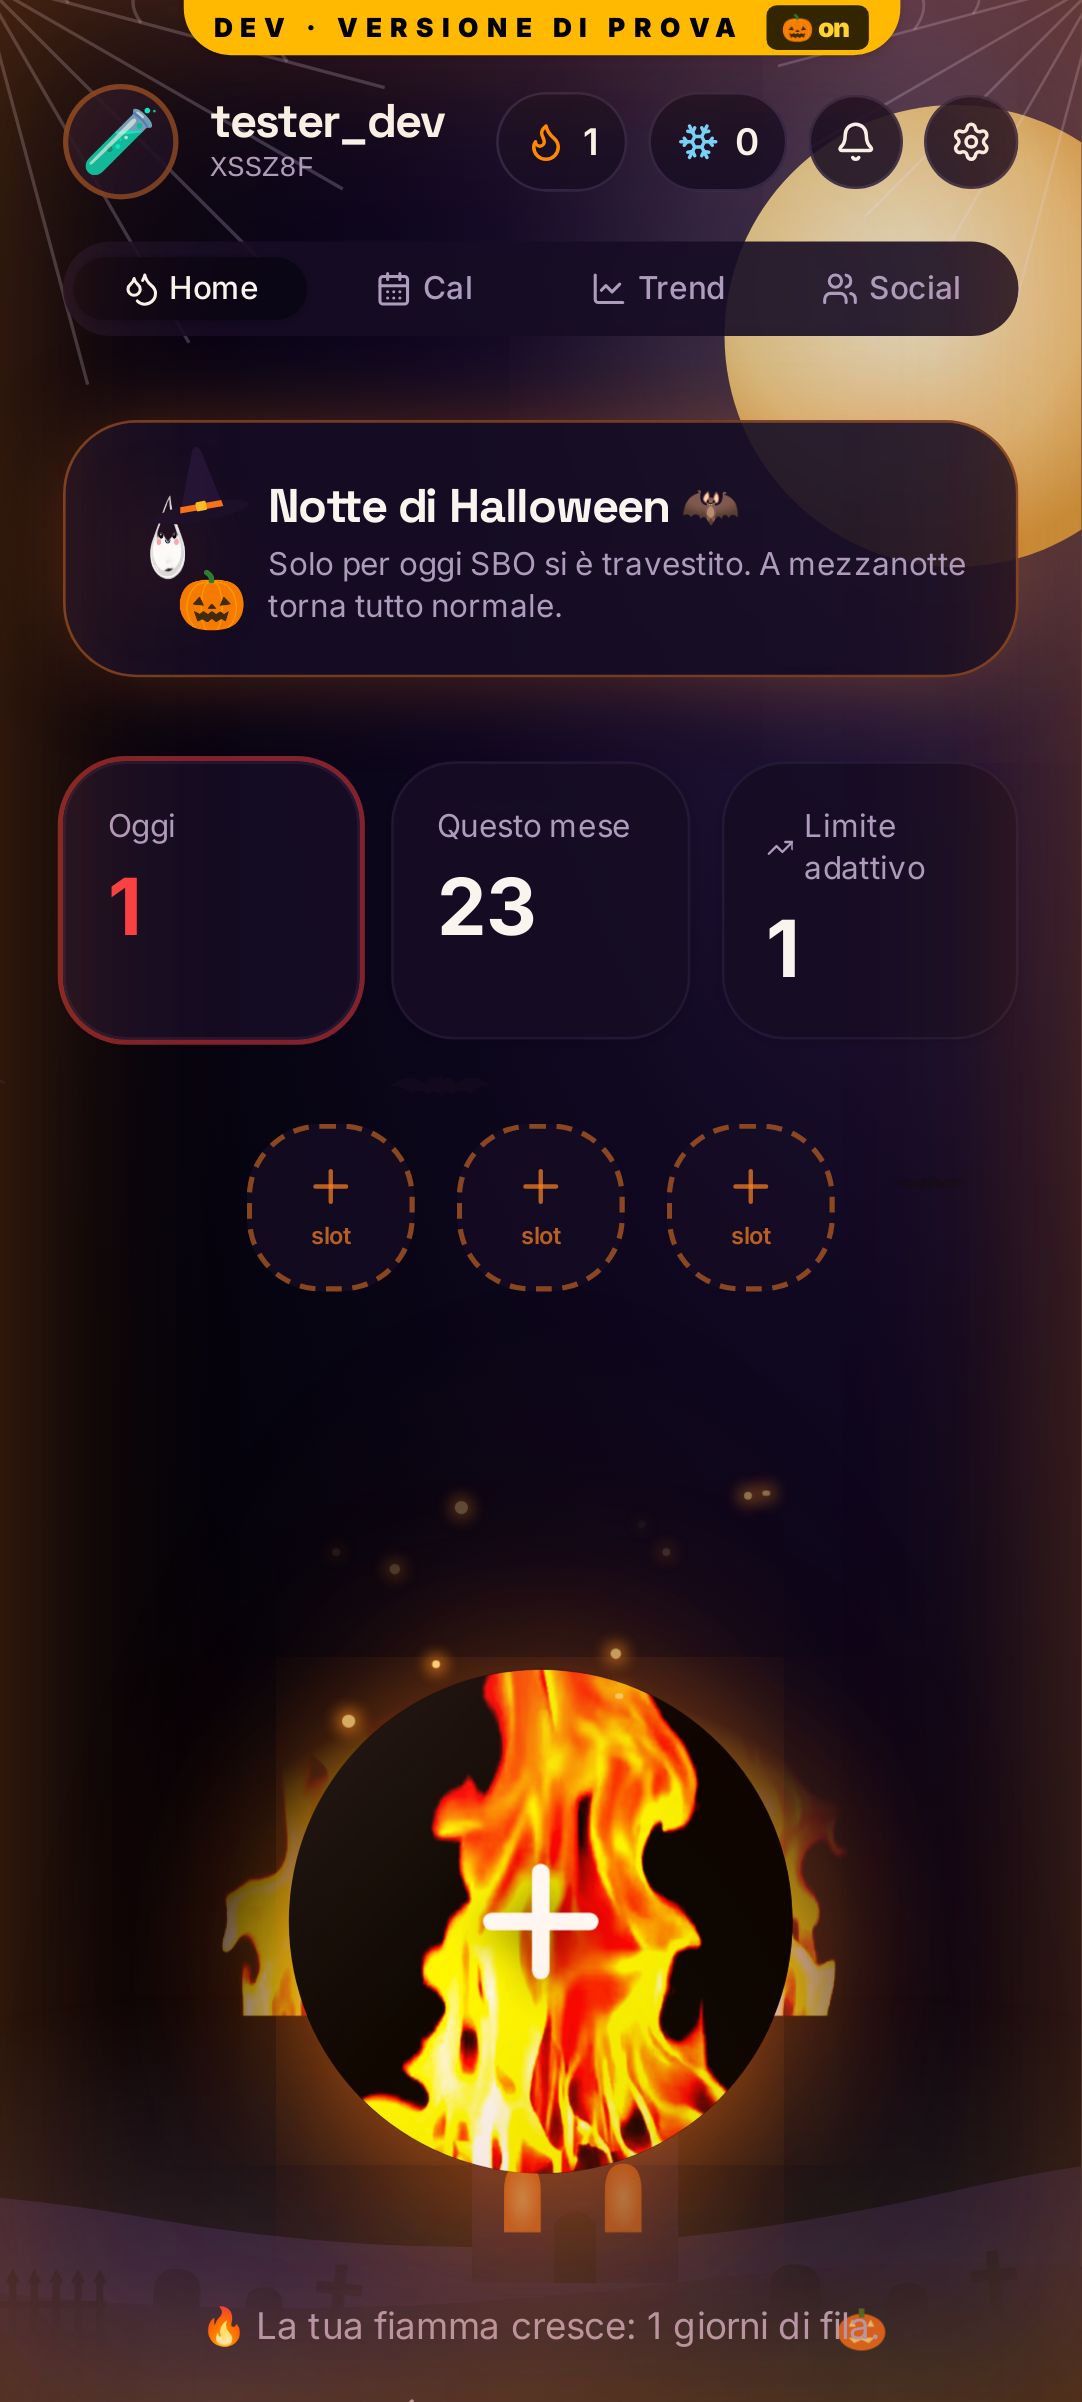 DEV · VERSIONE DI PROVA 🎃 on
tester_dev
XSSZ8F
1
0
Home
Cal
Trend
Social
Notte di Halloween 🦇
Solo per oggi SBO si è travestito. A mezzanotte
torna tutto normale.
Oggi
1
Questo mese
23
Limite
adattivo
1
slot
slot
slot
🔥 La tua fiamma cresce: 1 giorni di fila.